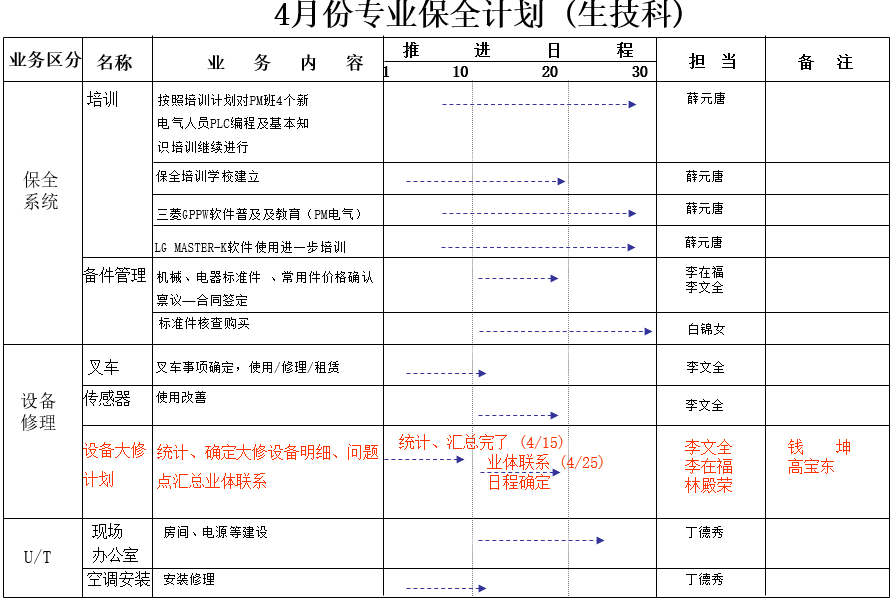 4月份专业保全计划 (生技科)
业务区分 名称 业 务 内 容 推 进 日 程 担 当 备 注
1 10 20 30
保全
系统
培训
按照培训计划对PM班4个新
电气人员PLC编程及基本知
识培训继续进行
薛元唐
保全培训学校建立 薛元唐
三菱GPPW软件普及及教育（PM电气） 薛元唐
LG MASTER-K软件使用进一步培训 薛元唐
备件管理
机械、电器标准件 、常用件价格确认
禀议—合同签定
李在福
李文全
标准件核查购买 白锦女
设备
修理
叉车 叉车事项确定，使用/修理/租赁 李文全
传感器 使用改善 李文全
设备大修
计划
统计、确定大修设备明细、问题
点汇总业体联系
统计、汇总完了 (4/15)
业体联系 (4/25)
日程确定
李文全
李在福
林殿荣
钱 坤
高宝东
U/T
现场
办公室
房间、电源等建设 丁德秀
空调安装 安装修理 丁德秀